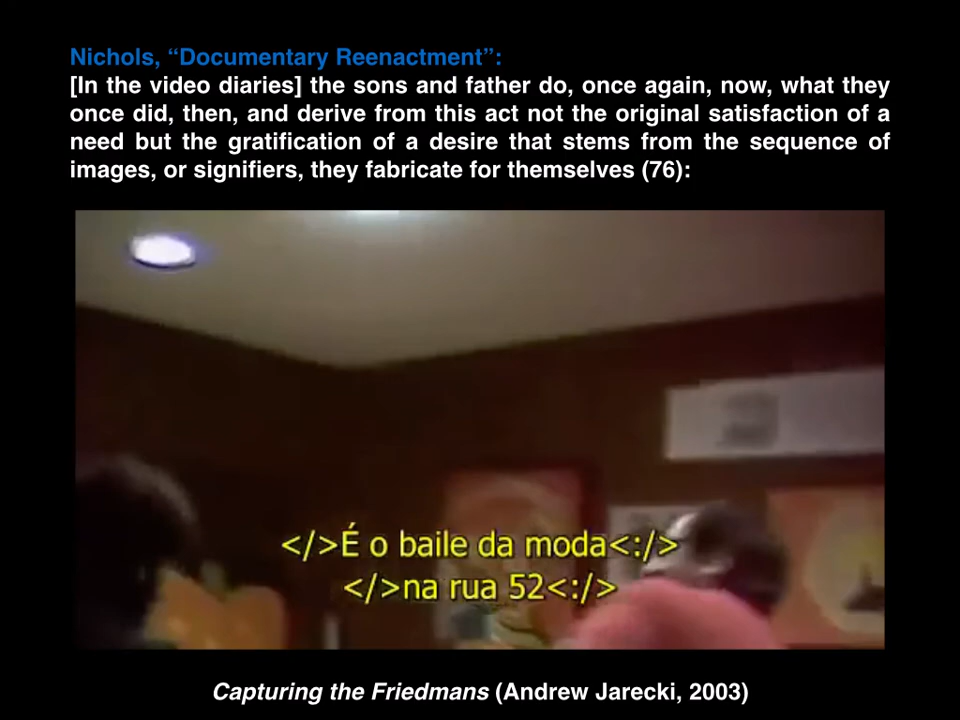 Nichols, “Documentary Reenactment”:
[In the video diaries] the sons and father do, once again, now, what they
once did, then, and derive from this act not the original satisfaction of a
need but the gratification of a desire that stems from the sequence of
images, or signifiers, they fabricate for themselves (76):
</>É o baile da moda<:/>
</>na rua 52<:/>
Capturing the Friedmans (Andrew Jarecki, 2003)